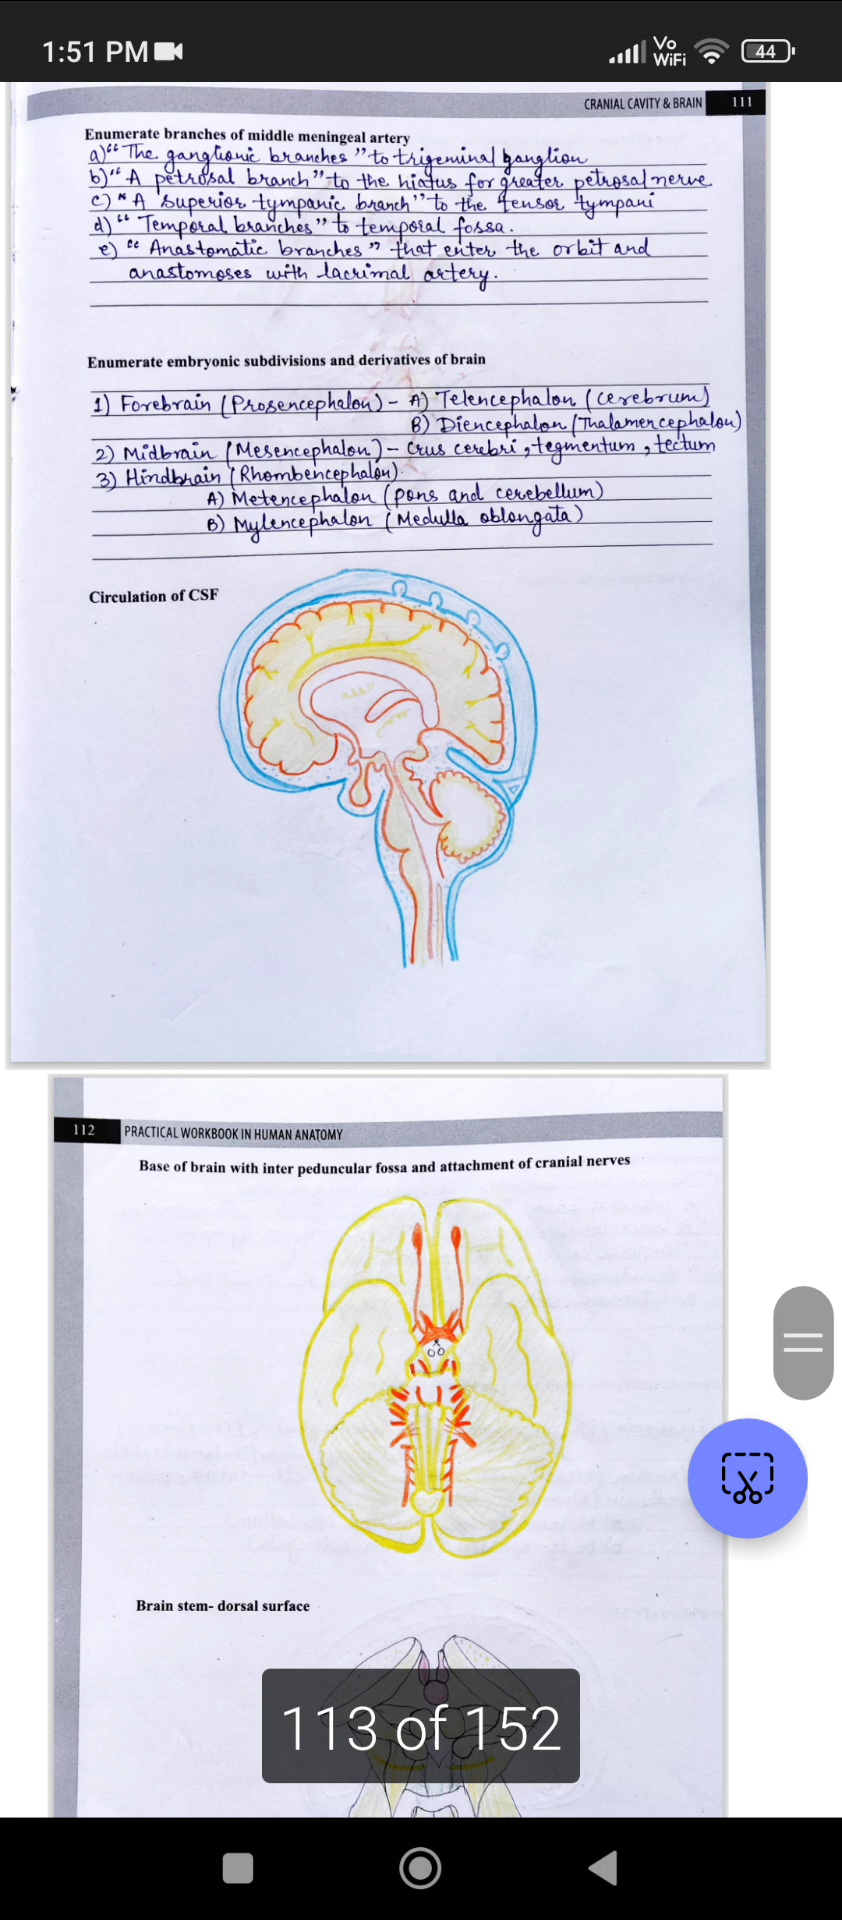 1:51 PM
Vo
WiFi
44
CRANIAL CAVITY & BRAIN 111
Enumerate branches of middle meningeal artery
a) “The ganglionic branches” to trigeminal ganglion
b) “A petrosal branch” to the hiatus for greater petrosal nerve
c) “A superior tympanic branch” to the tensor tympani
d) “Temporal branches” to temporal fossa.
e) “Anastomatic branches” that enter the orbit and
anastomoses with lacrimal artery.
Enumerate embryonic subdivisions and derivatives of brain
1) Forebrain (Prosencephalon) - A) Telencephalon (cerebrum)
B) Diencephalon (Thalamencephalon)
2) Midbrain (Mesencephalon) - Crus cerebri, tegmentum, tectum
3) Hindbrain (Rhombencephalon).
A) Metencephalon (pons and cerebellum)
B) Mylencephalon (Medulla oblongata)
Circulation of CSF
112 PRACTICAL WORKBOOK IN HUMAN ANATOMY
Base of brain with inter peduncular fossa and attachment of cranial nerves
Brain stem- dorsal surface
113 of 152